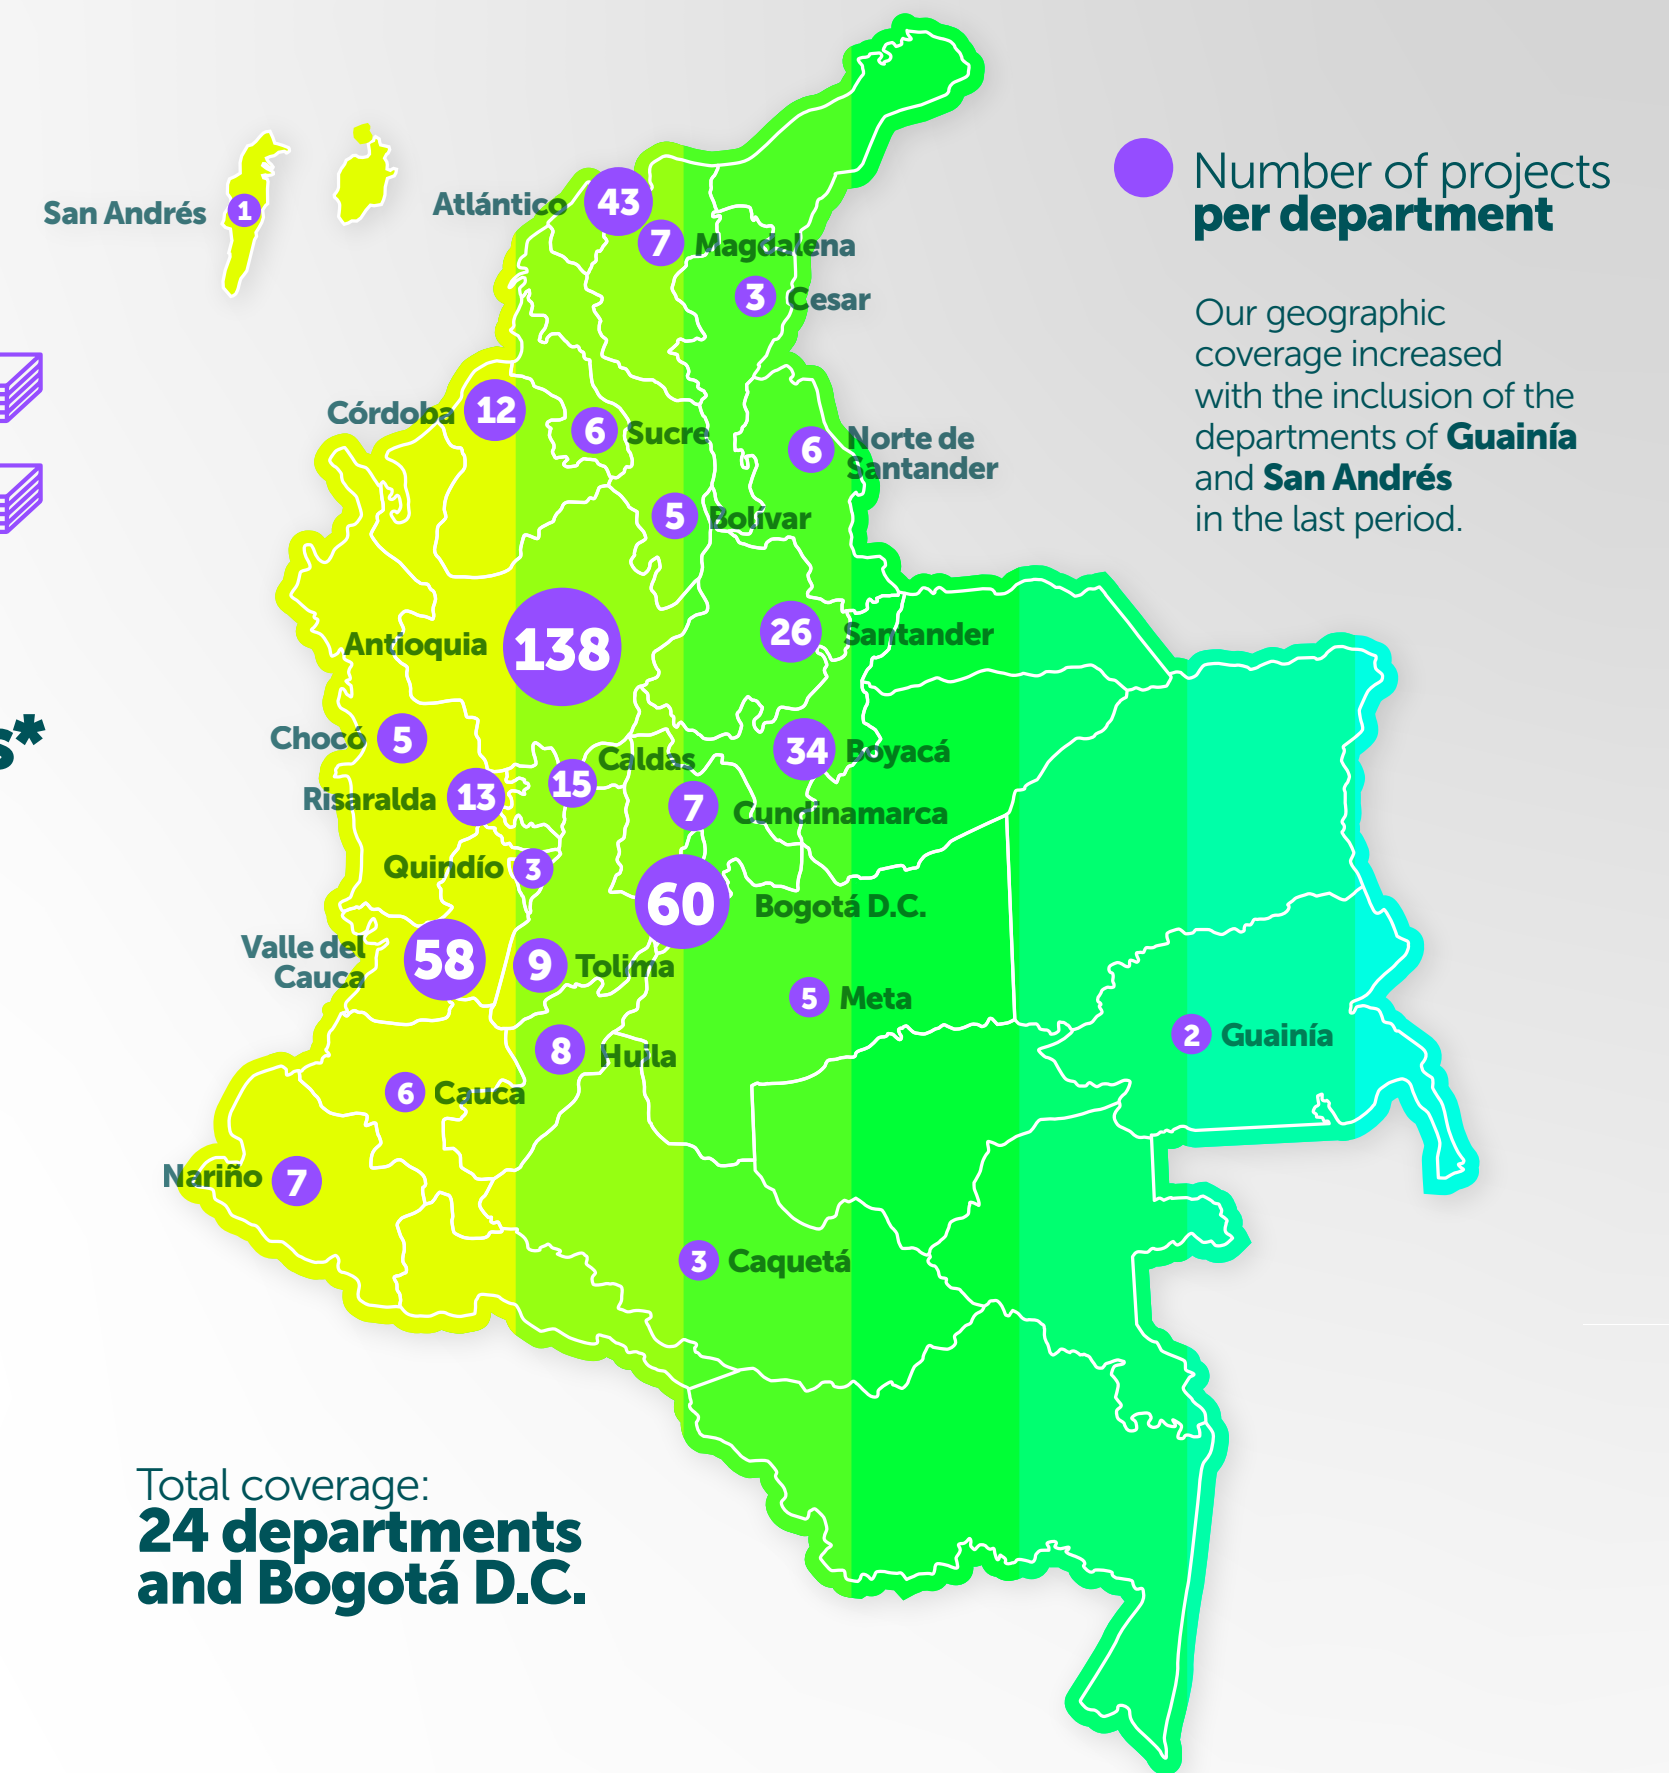 Number of projects
per department
Our geographic
coverage increased
with the inclusion of the
departments of Guainía
and San Andrés
in the last period.
San Andrés 1
Atlántico 43
7 Magdalena
3 Cesar
Córdoba 12
6 Sucre
6 Norte de
Santander
5 Bolívar
Antioquia 138
26 Santander
s*
Chocó 5
34 Boyacá
15 Caldas
Risaralda 13
7 Cundinamarca
Quindío 3
60 Bogotá D.C.
Valle del
Cauca 58
9 Tolima
5 Meta
2 Guainía
8 Huila
6 Cauca
Nariño 7
3 Caquetá
Total coverage:
24 departments
and Bogotá D.C.